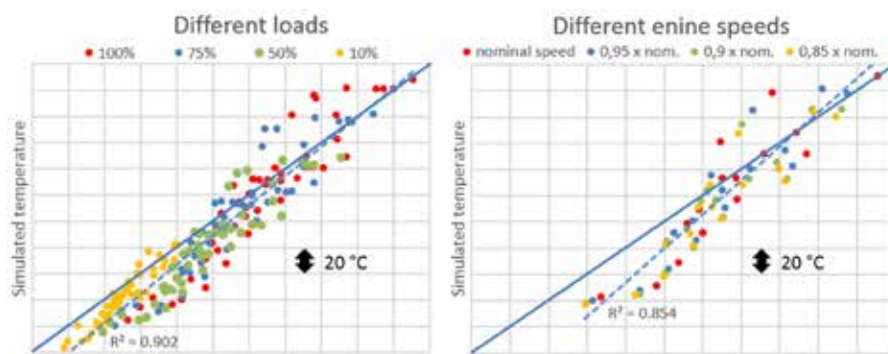 Different loads
100% 75% 50% 10%
Simulated temperature
20 °C
R² = 0.902
Different enine speeds
nominal speed 0,95 x nom. 0,9 x nom. 0,85 x nom.
Simulated temperature
20 °C
R² = 0.854